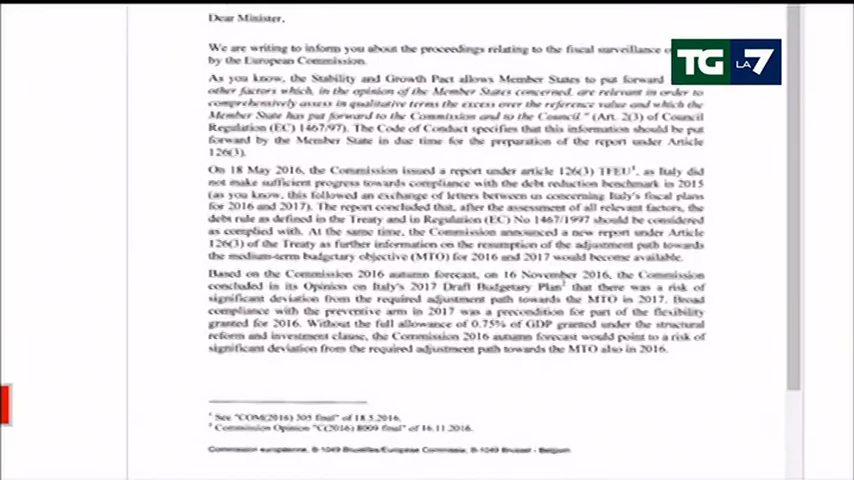 Dear Minister,
We are writing to inform you about the proceedings relating to the fiscal surveillance
by the European Commission.
As you know, the Stability and Growth Pact allows Member States to put forward
other factors which, in the opinion of the Member States concerned, are relevant in order to
comprehensively assess in qualitative terms the excess over the reference value and which the
Member State has put forward to the Commission and to the Council." (Art. 2(3) of Council
Regulation (EC) 1467/97). The Code of Conduct specifies that this information should be put
forward by the Member State in due time for the preparation of the report under Article
126(3).
On 18 May 2016, the Commission issued a report under article 126(3) TFEU¹, as Italy did
not make sufficient progress towards compliance with the debt reduction benchmark in 2015
(as you know, this followed an exchange of letters between us concerning Italy's fiscal plans
for 2016 and 2017). The report concluded that, after the assessment of all relevant factors, the
debt rule as defined in the Treaty and in Regulation (EC) No 1467/1997 should be considered
as complied with. At the same time, the Commission announced a new report under Article
126(3) of the Treaty as further information on the resumption of the adjustment path towards
the medium-term budgetary objective (MTO) for 2016 and 2017 would become available.
Based on the Commission 2016 autumn forecast, on 16 November 2016, the Commission
concluded in its Opinion on Italy's 2017 Draft Budgetary Plan² that there was a risk of
significant deviation from the required adjustment path towards the MTO in 2017. Broad
compliance with the preventive arm in 2017 was a precondition for part of the flexibility
granted for 2016. Without the full allowance of 0.75% of GDP granted under the structural
reform and investment clause, the Commission 2016 autumn forecast would point to a risk of
significant deviation from the required adjustment path towards the MTO also in 2016.
¹ See "COM(2016) 305 final" of 18.5.2016.
² Commission Opinion "C(2016) 8009 final" of 16.11.2016.
Commission européenne, B-1049 Bruxelles/Europese Commissie, B-1049 Brussel - Belgium
TG LA7